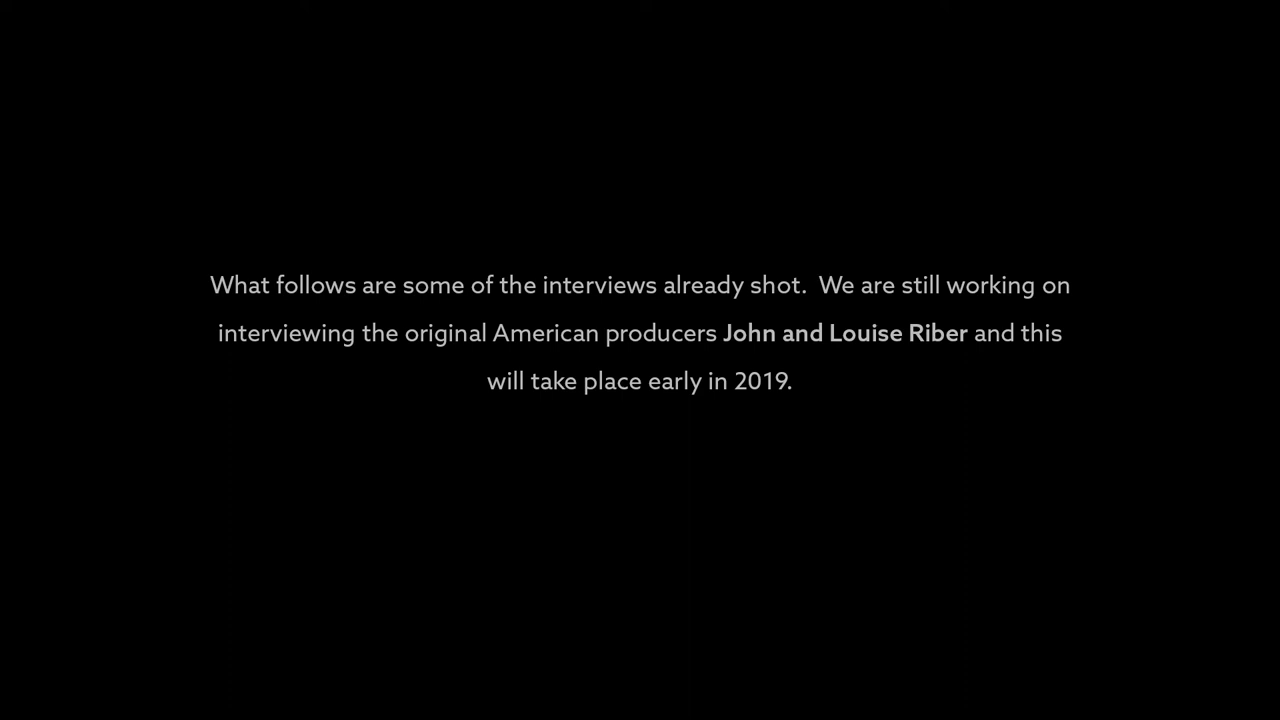 What follows are some of the interviews already shot.  We are still working on
interviewing the original American producers John and Louise Riber and this
will take place early in 2019.